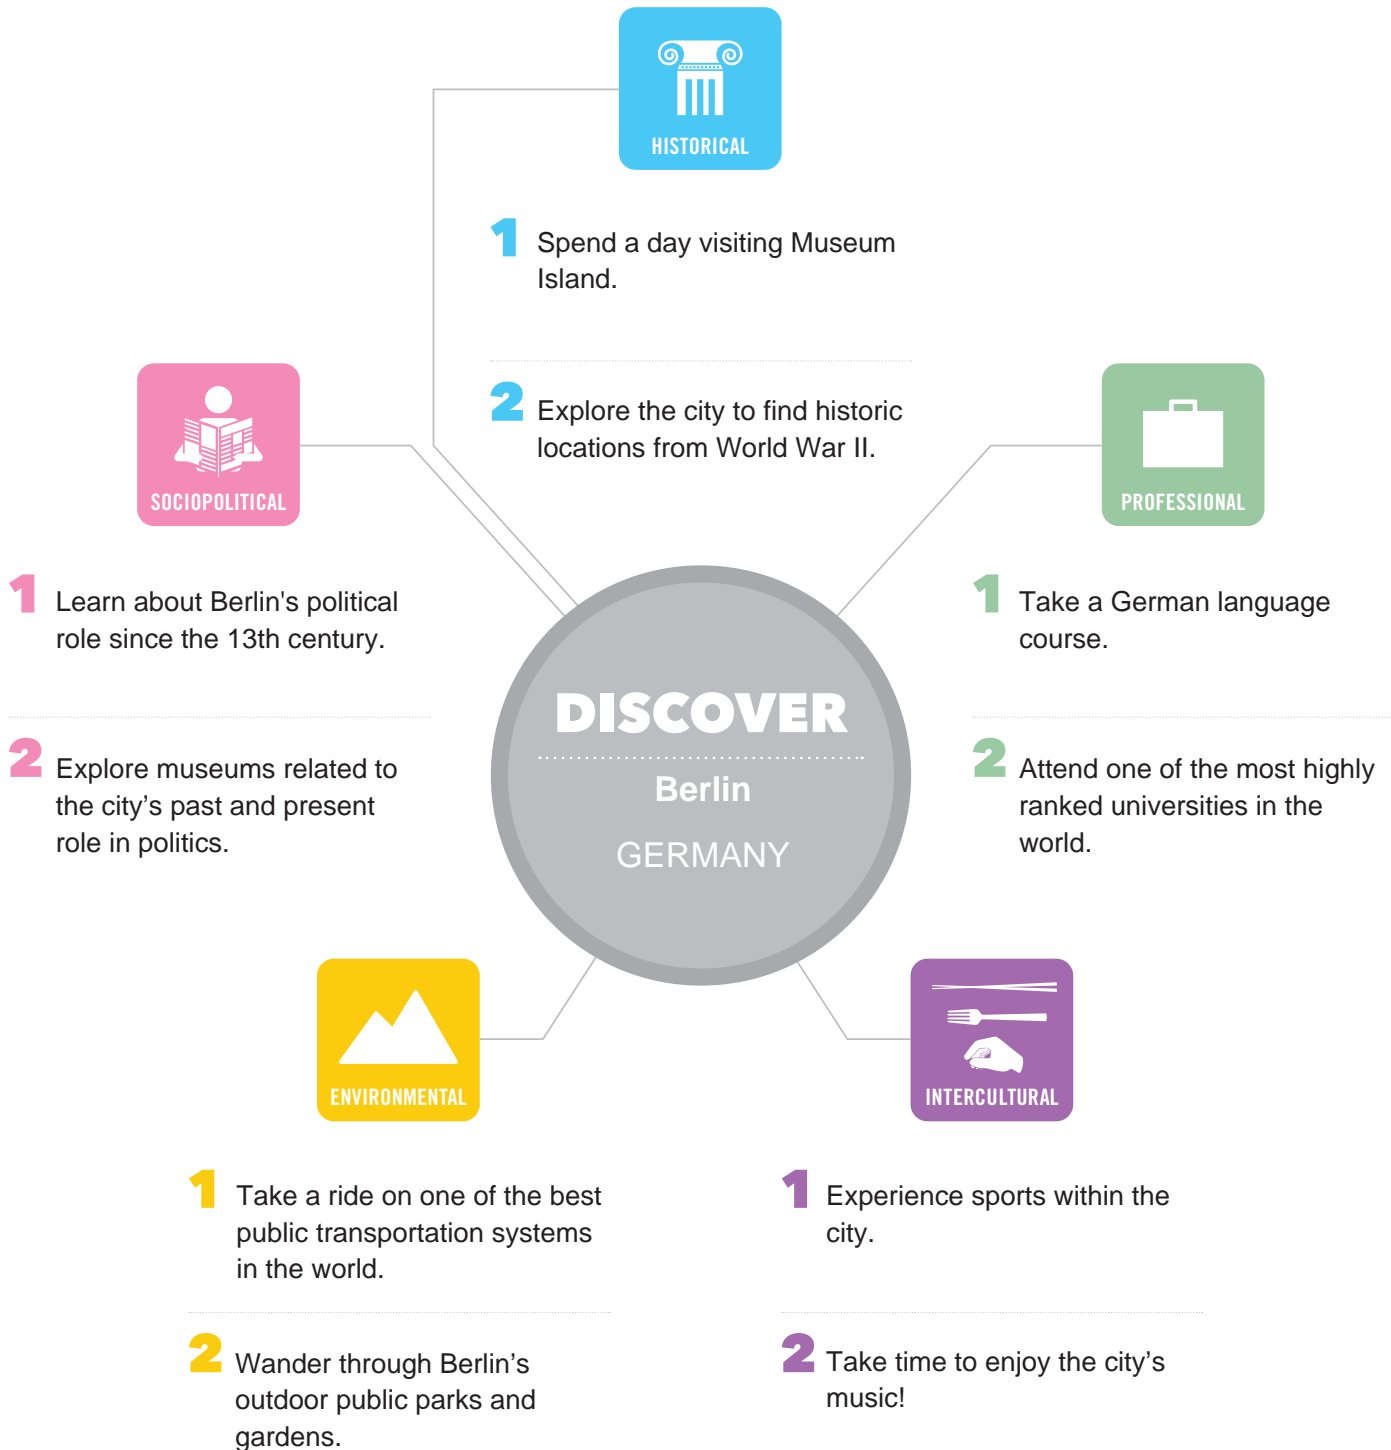 HISTORICAL
1 Spend a day visiting Museum
Island.
2 Explore the city to find historic
locations from World War II.
SOCIOPOLITICAL
1 Learn about Berlin's political
role since the 13th century.
2 Explore museums related to
the city’s past and present
role in politics.
PROFESSIONAL
1 Take a German language
course.
2 Attend one of the most highly
ranked universities in the
world.
DISCOVER
Berlin
GERMANY
ENVIRONMENTAL
1 Take a ride on one of the best
public transportation systems
in the world.
2 Wander through Berlin’s
outdoor public parks and
gardens.
INTERCULTURAL
1 Experience sports within the
city.
2 Take time to enjoy the city’s
music!